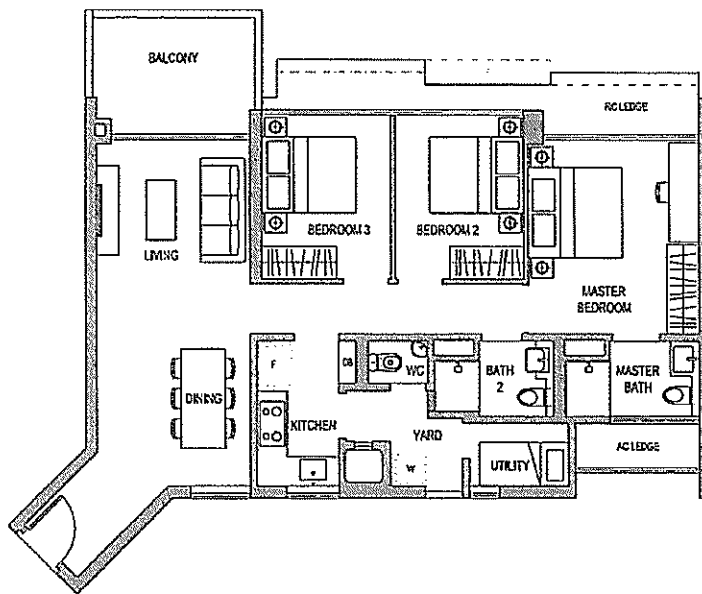 BALCONY
RC LEDGE
BEDROOM 3
BEDROOM 2
LIVING
MASTER
BEDROOM
F
DB
WC
BATH
2
MASTER
BATH
DINING
KITCHEN
YARD
AC LEDGE
W
UTILITY